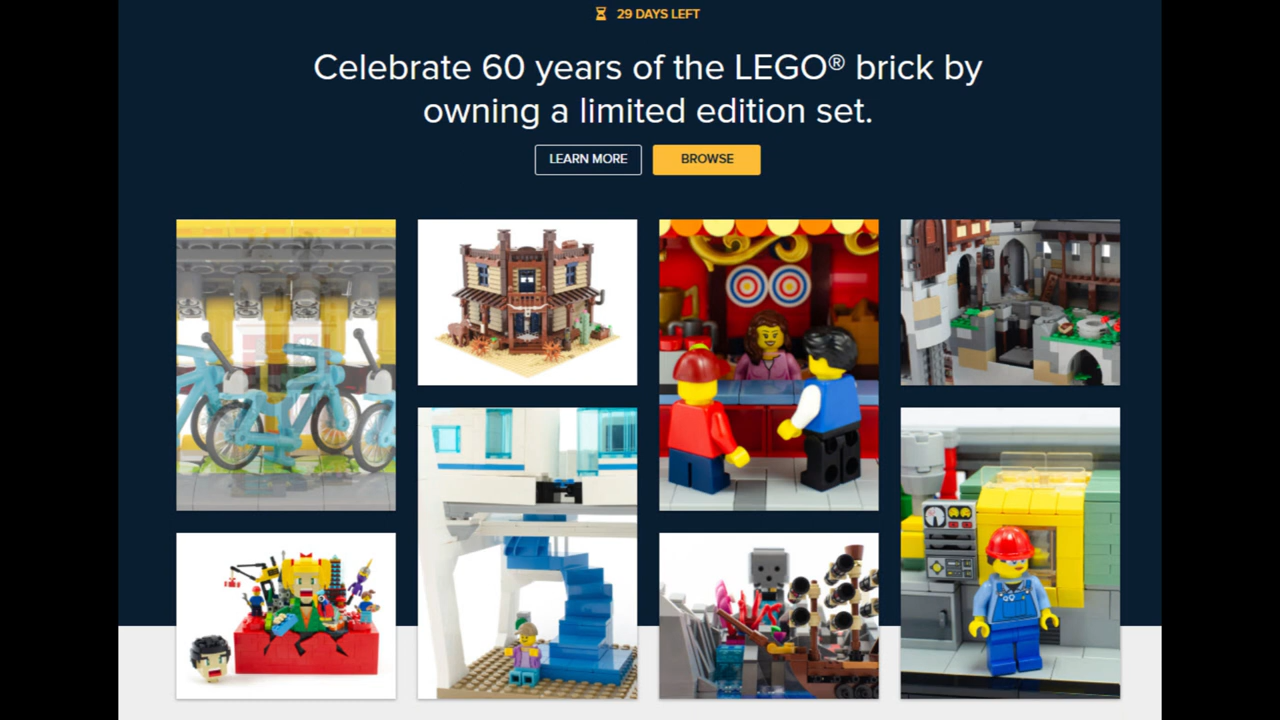 29 DAYS LEFT
Celebrate 60 years of the LEGO® brick by
owning a limited edition set.
LEARN MORE
BROWSE